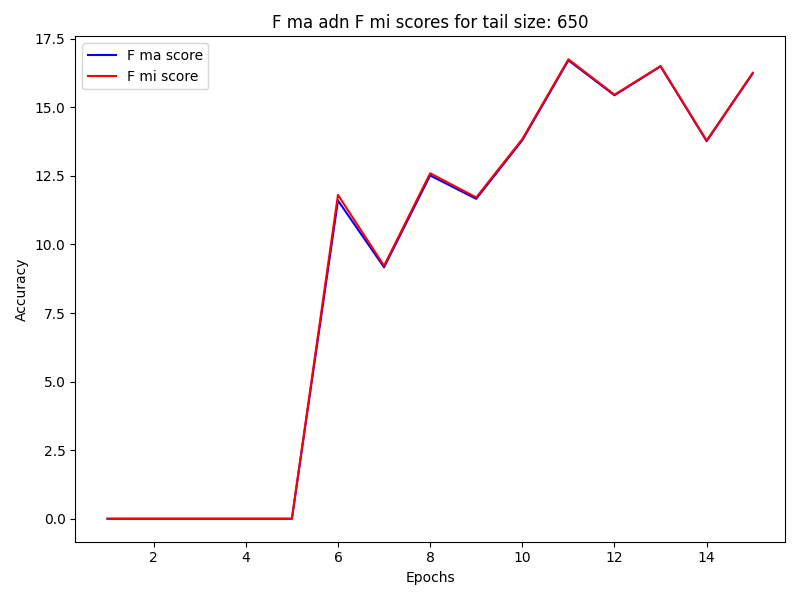 F ma adn F mi scores for tail size: 650
F ma score
F mi score
17.5
15.0
12.5
10.0
7.5
5.0
2.5
0.0
Accuracy
2 4 6 8 10 12 14
Epochs